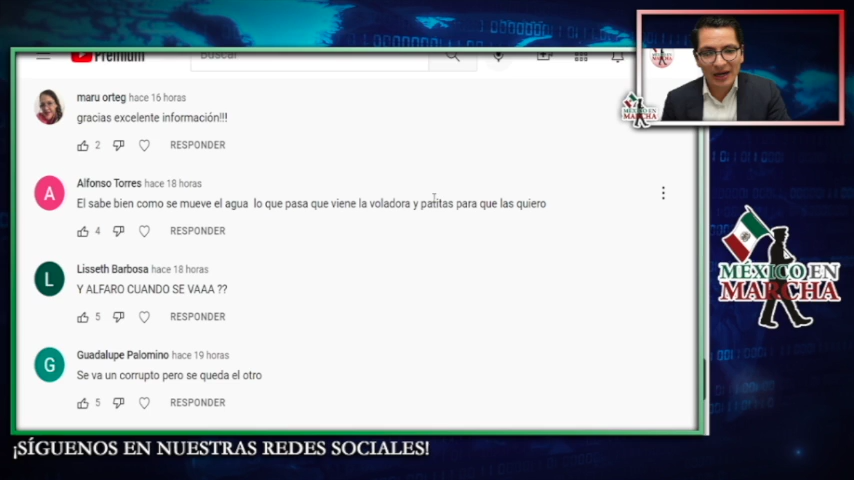 Premium
Buscar
maru orteg hace 16 horas
gracias excelente información!!!
2 RESPONDER
A
Alfonso Torres hace 18 horas
El sabe bien como se mueve el agua lo que pasa que viene la voladora y patitas para que las quiero
4 RESPONDER
L
Lisseth Barbosa hace 18 horas
Y ALFARO CUANDO SE VAAA ??
5 RESPONDER
G
Guadalupe Palomino hace 19 horas
Se va un corrupto pero se queda el otro
5 RESPONDER
MÉXICO EN
MARCHA
MÉXICO EN
MARCHA
¡SÍGUENOS EN NUESTRAS REDES SOCIALES!